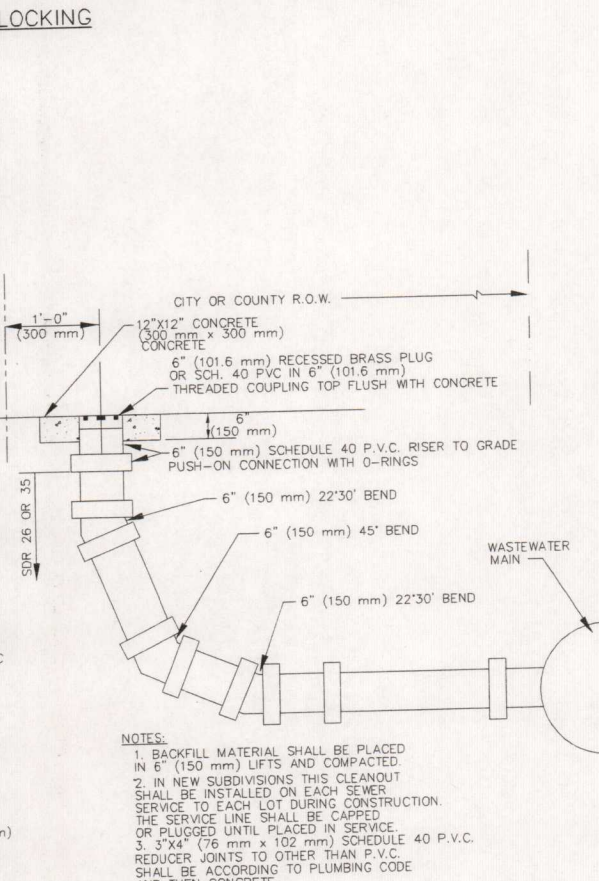 LOCKING
CITY OR COUNTY R.O.W.
1'-0"
(300 mm)
12"X12" CONCRETE
(300 mm x 300 mm)
CONCRETE
6" (101.6 mm) RECESSED BRASS PLUG
OR SCH. 40 PVC IN 6" (101.6 mm)
THREADED COUPLING TOP FLUSH WITH CONCRETE
6"
(150 mm)
6" (150 mm) SCHEDULE 40 P.V.C. RISER TO GRADE
PUSH-ON CONNECTION WITH O-RINGS
SDR 26 OR 35
6" (150 mm) 22°30' BEND
6" (150 mm) 45° BEND
WASTEWATER
MAIN
6" (150 mm) 22°30' BEND
C
m)
NOTES:
1. BACKFILL MATERIAL SHALL BE PLACED
IN 6" (150 mm) LIFTS AND COMPACTED.
2. IN NEW SUBDIVISIONS THIS CLEANOUT
SHALL BE INSTALLED ON EACH SEWER
SERVICE TO EACH LOT DURING CONSTRUCTION.
THE SERVICE LINE SHALL BE CAPPED
OR PLUGGED UNTIL PLACED IN SERVICE.
3. 3"X4" (76 mm x 102 mm) SCHEDULE 40 P.V.C.
REDUCER JOINTS TO OTHER THAN P.V.C.
SHALL BE ACCORDING TO PLUMBING CODE